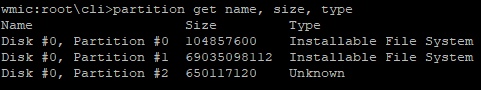 wmic:root\cli>partition get name, size, type
Name Size Type
Disk #0, Partition #0 104857600 Installable File System
Disk #0, Partition #1 69035098112 Installable File System
Disk #0, Partition #2 650117120 Unknown